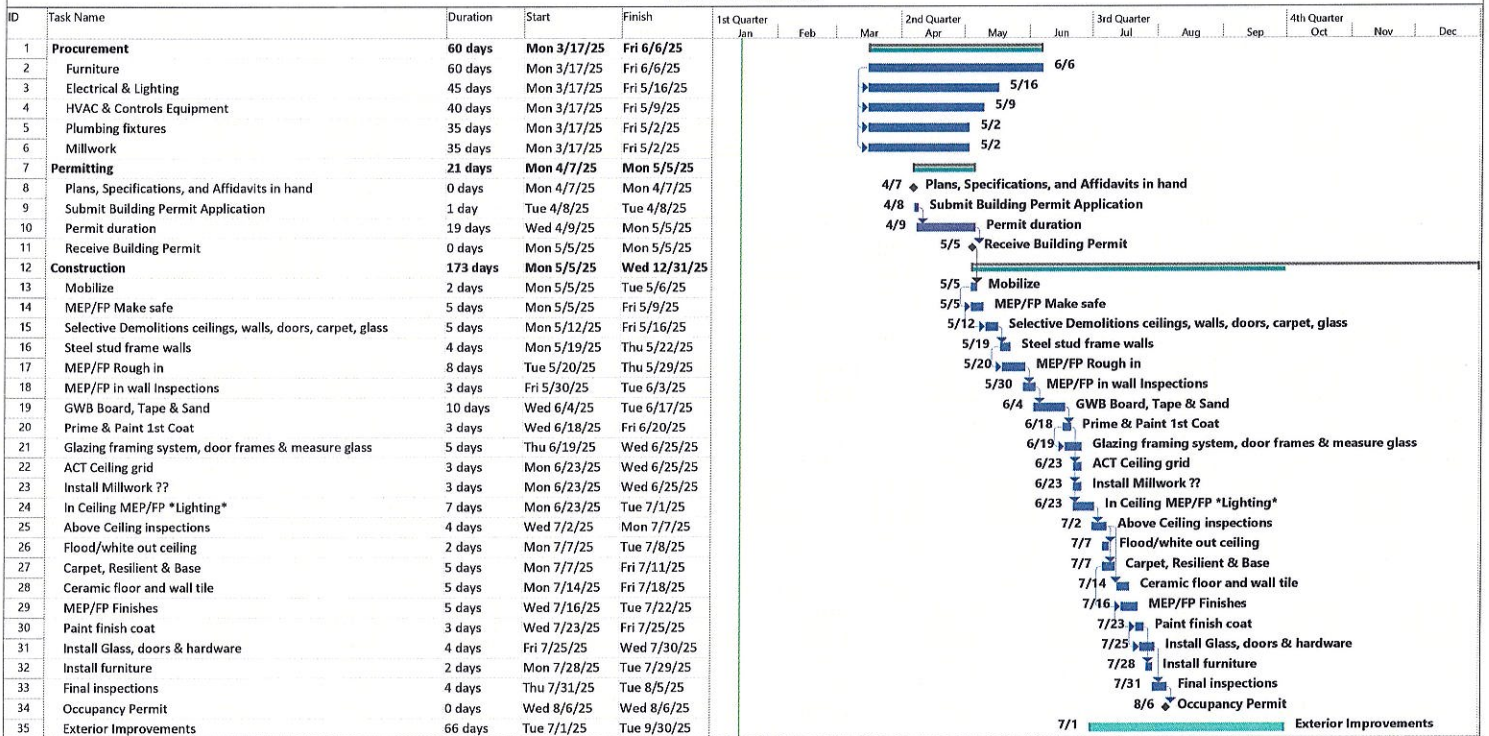 ID Task Name Duration Start Finish 1st Quarter 2nd Quarter 3rd Quarter 4th Quarter
Jan Feb Mar Apr May Jun Jul Aug Sep Oct Nov Dec
1 Procurement 60 days Mon 3/17/25 Fri 6/6/25
2 Furniture 60 days Mon 3/17/25 Fri 6/6/25 6/6
3 Electrical & Lighting 45 days Mon 3/17/25 Fri 5/16/25 5/16
4 HVAC & Controls Equipment 40 days Mon 3/17/25 Fri 5/9/25 5/9
5 Plumbing fixtures 35 days Mon 3/17/25 Fri 5/2/25 5/2
6 Millwork 35 days Mon 3/17/25 Fri 5/2/25 5/2
7 Permitting 21 days Mon 4/7/25 Mon 5/5/25
8 Plans, Specifications, and Affidavits in hand 0 days Mon 4/7/25 Mon 4/7/25 4/7 Plans, Specifications, and Affidavits in hand
9 Submit Building Permit Application 1 day Tue 4/8/25 Tue 4/8/25 4/8 Submit Building Permit Application
10 Permit duration 19 days Wed 4/9/25 Mon 5/5/25 4/9 Permit duration
11 Receive Building Permit 0 days Mon 5/5/25 Mon 5/5/25 5/5 Receive Building Permit
12 Construction 173 days Mon 5/5/25 Wed 12/31/25
13 Mobilize 2 days Mon 5/5/25 Tue 5/6/25 5/5 Mobilize
14 MEP/FP Make safe 5 days Mon 5/5/25 Fri 5/9/25 5/5 MEP/FP Make safe
15 Selective Demolitions ceilings, walls, doors, carpet, glass 5 days Mon 5/12/25 Fri 5/16/25 5/12 Selective Demolitions ceilings, walls, doors, carpet, glass
16 Steel stud frame walls 4 days Mon 5/19/25 Thu 5/22/25 5/19 Steel stud frame walls
17 MEP/FP Rough in 8 days Tue 5/20/25 Thu 5/29/25 5/20 MEP/FP Rough in
18 MEP/FP in wall Inspections 3 days Fri 5/30/25 Tue 6/3/25 5/30 MEP/FP in wall Inspections
19 GWB Board, Tape & Sand 10 days Wed 6/4/25 Tue 6/17/25 6/4 GWB Board, Tape & Sand
20 Prime & Paint 1st Coat 3 days Wed 6/18/25 Fri 6/20/25 6/18 Prime & Paint 1st Coat
21 Glazing framing system, door frames & measure glass 5 days Thu 6/19/25 Wed 6/25/25 6/19 Glazing framing system, door frames & measure glass
22 ACT Ceiling grid 3 days Mon 6/23/25 Wed 6/25/25 6/23 ACT Ceiling grid
23 Install Millwork ?? 3 days Mon 6/23/25 Wed 6/25/25 6/23 Install Millwork ??
24 In Ceiling MEP/FP *Lighting* 7 days Mon 6/23/25 Tue 7/1/25 6/23 In Ceiling MEP/FP *Lighting*
25 Above Ceiling inspections 4 days Wed 7/2/25 Mon 7/7/25 7/2 Above Ceiling inspections
26 Flood/white out ceiling 2 days Mon 7/7/25 Tue 7/8/25 7/7 Flood/white out ceiling
27 Carpet, Resilient & Base 5 days Mon 7/7/25 Fri 7/11/25 7/7 Carpet, Resilient & Base
28 Ceramic floor and wall tile 5 days Mon 7/14/25 Fri 7/18/25 7/14 Ceramic floor and wall tile
29 MEP/FP Finishes 5 days Wed 7/16/25 Tue 7/22/25 7/16 MEP/FP Finishes
30 Paint finish coat 3 days Wed 7/23/25 Fri 7/25/25 7/23 Paint finish coat
31 Install Glass, doors & hardware 4 days Fri 7/25/25 Wed 7/30/25 7/25 Install Glass, doors & hardware
32 Install furniture 2 days Mon 7/28/25 Tue 7/29/25 7/28 Install furniture
33 Final inspections 4 days Thu 7/31/25 Tue 8/5/25 7/31 Final inspections
34 Occupancy Permit 0 days Wed 8/6/25 Wed 8/6/25 8/6 Occupancy Permit
35 Exterior Improvements 66 days Tue 7/1/25 Tue 9/30/25 7/1 Exterior Improvements